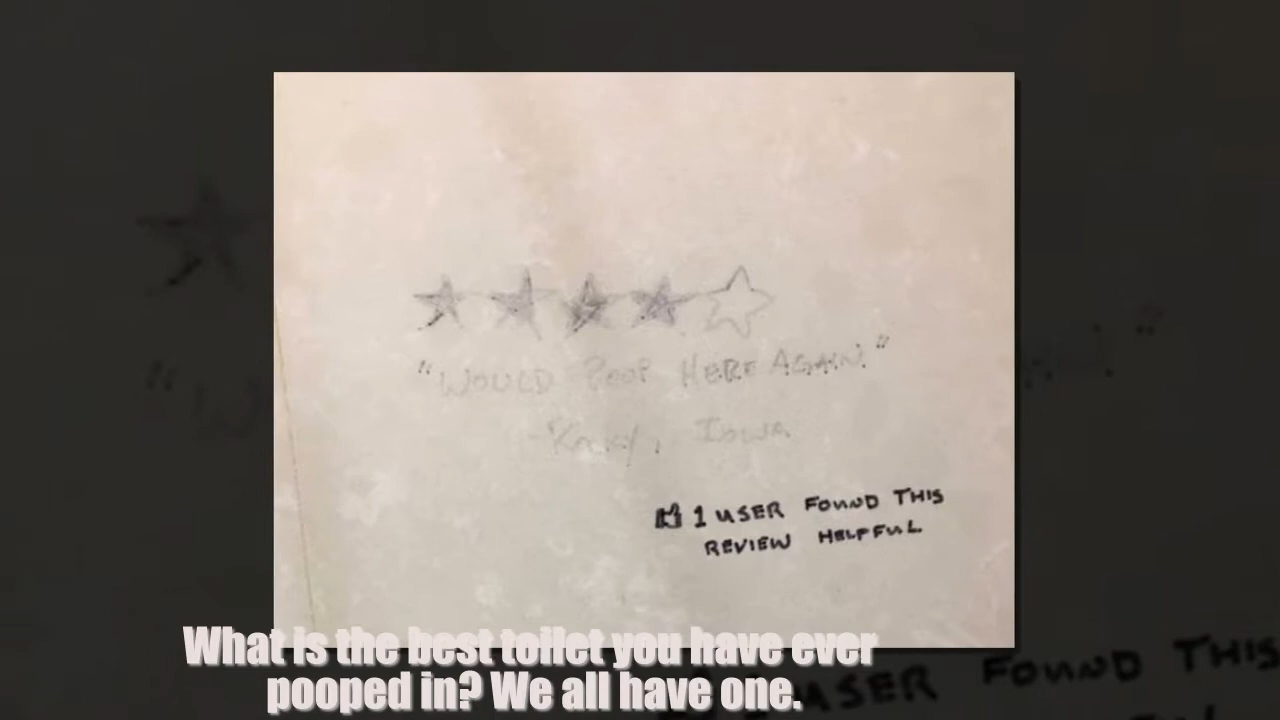 "WOULD POOP HERE AGAIN."
, Iowa
1 USER FOUND THIS
REVIEW HELPFUL
What is the best toilet you have ever
pooped in? We all have one.